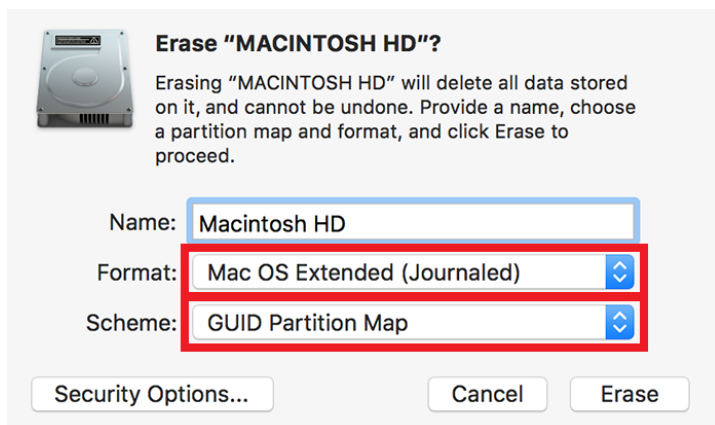 Erase “MACINTOSH HD”?
Erasing “MACINTOSH HD” will delete all data stored
on it, and cannot be undone. Provide a name, choose
a partition map and format, and click Erase to
proceed.
Name: Macintosh HD
Format: Mac OS Extended (Journaled)
Scheme: GUID Partition Map
Security Options... Cancel Erase